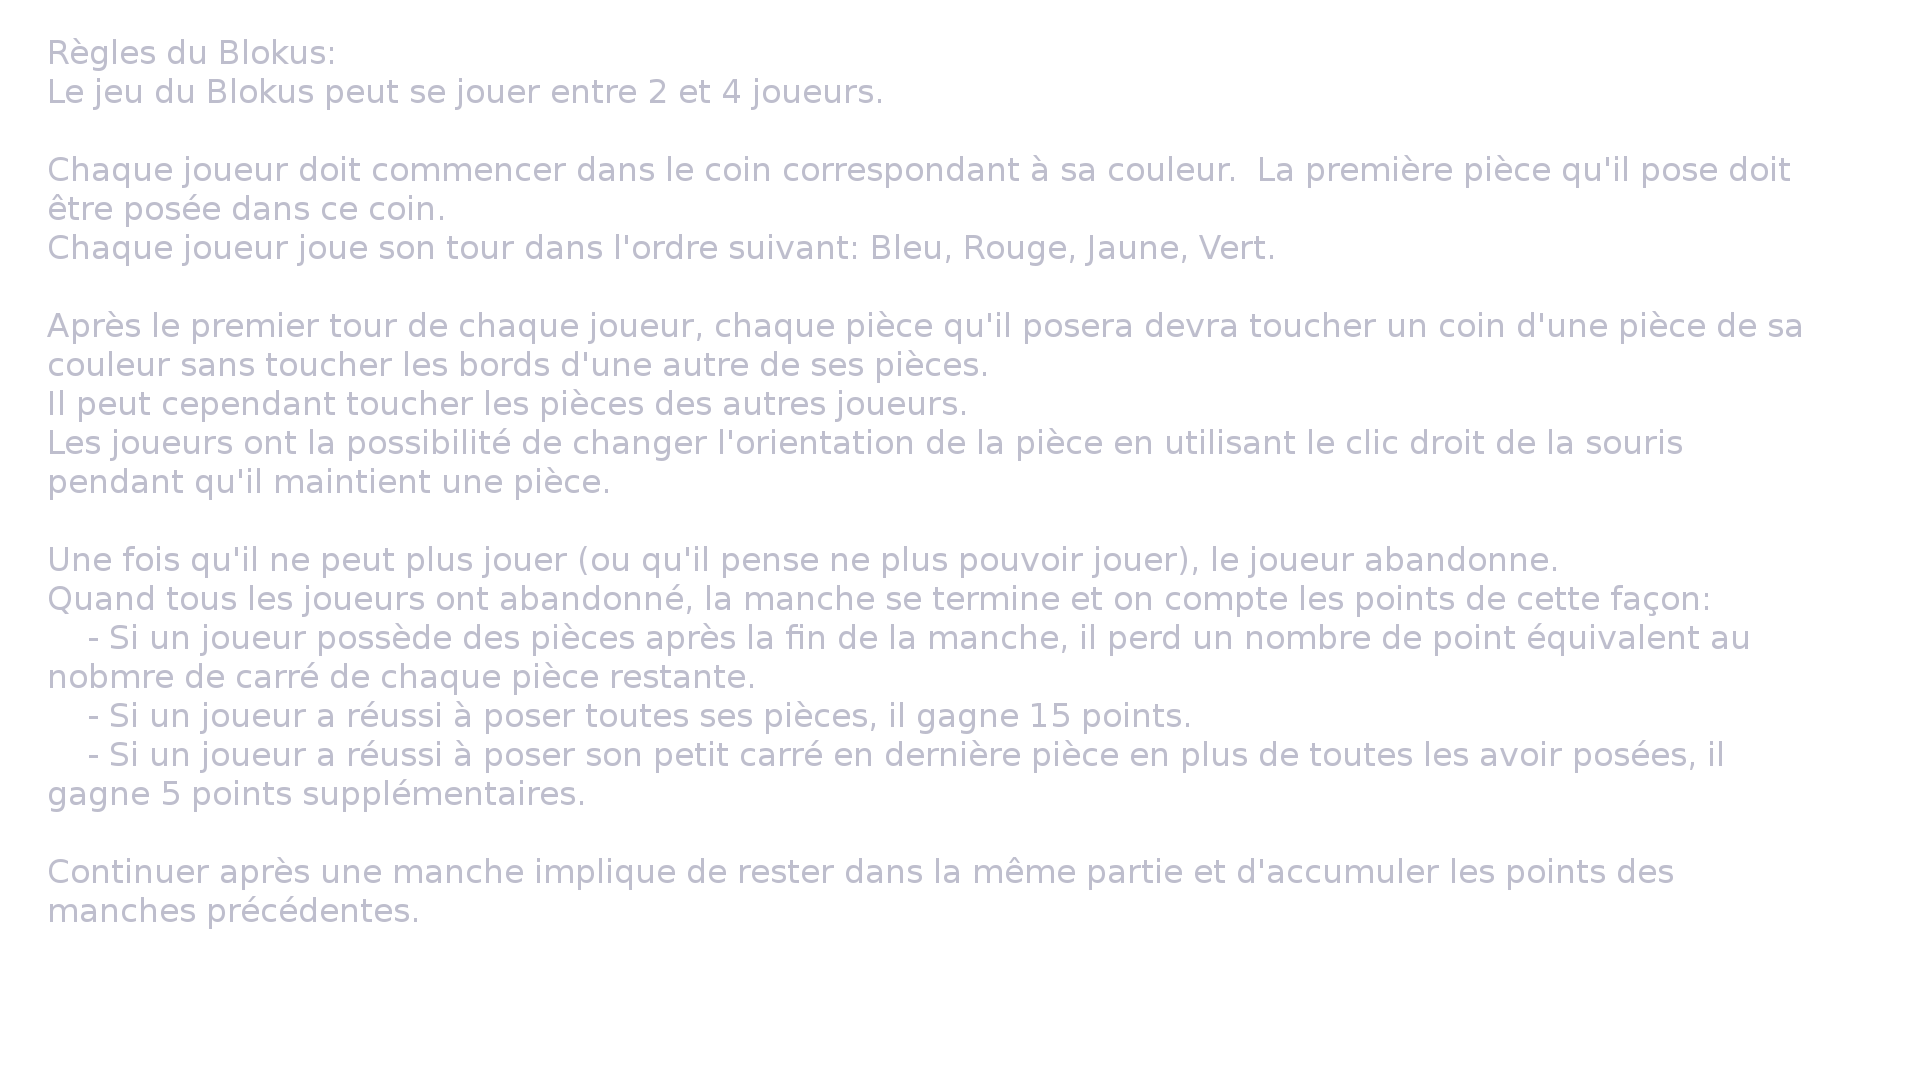 Règles du Blokus:
Le jeu du Blokus peut se jouer entre 2 et 4 joueurs.
Chaque joueur doit commencer dans le coin correspondant à sa couleur.  La première pièce qu'il pose doit
être posée dans ce coin.
Chaque joueur joue son tour dans l'ordre suivant: Bleu, Rouge, Jaune, Vert.
Après le premier tour de chaque joueur, chaque pièce qu'il posera devra toucher un coin d'une pièce de sa
couleur sans toucher les bords d'une autre de ses pièces.
Il peut cependant toucher les pièces des autres joueurs.
Les joueurs ont la possibilité de changer l'orientation de la pièce en utilisant le clic droit de la souris
pendant qu'il maintient une pièce.
Une fois qu'il ne peut plus jouer (ou qu'il pense ne plus pouvoir jouer), le joueur abandonne.
Quand tous les joueurs ont abandonné, la manche se termine et on compte les points de cette façon:
- Si un joueur possède des pièces après la fin de la manche, il perd un nombre de point équivalent au
nobmre de carré de chaque pièce restante.
- Si un joueur a réussi à poser toutes ses pièces, il gagne 15 points.
- Si un joueur a réussi à poser son petit carré en dernière pièce en plus de toutes les avoir posées, il
gagne 5 points supplémentaires.
Continuer après une manche implique de rester dans la même partie et d'accumuler les points des
manches précédentes.